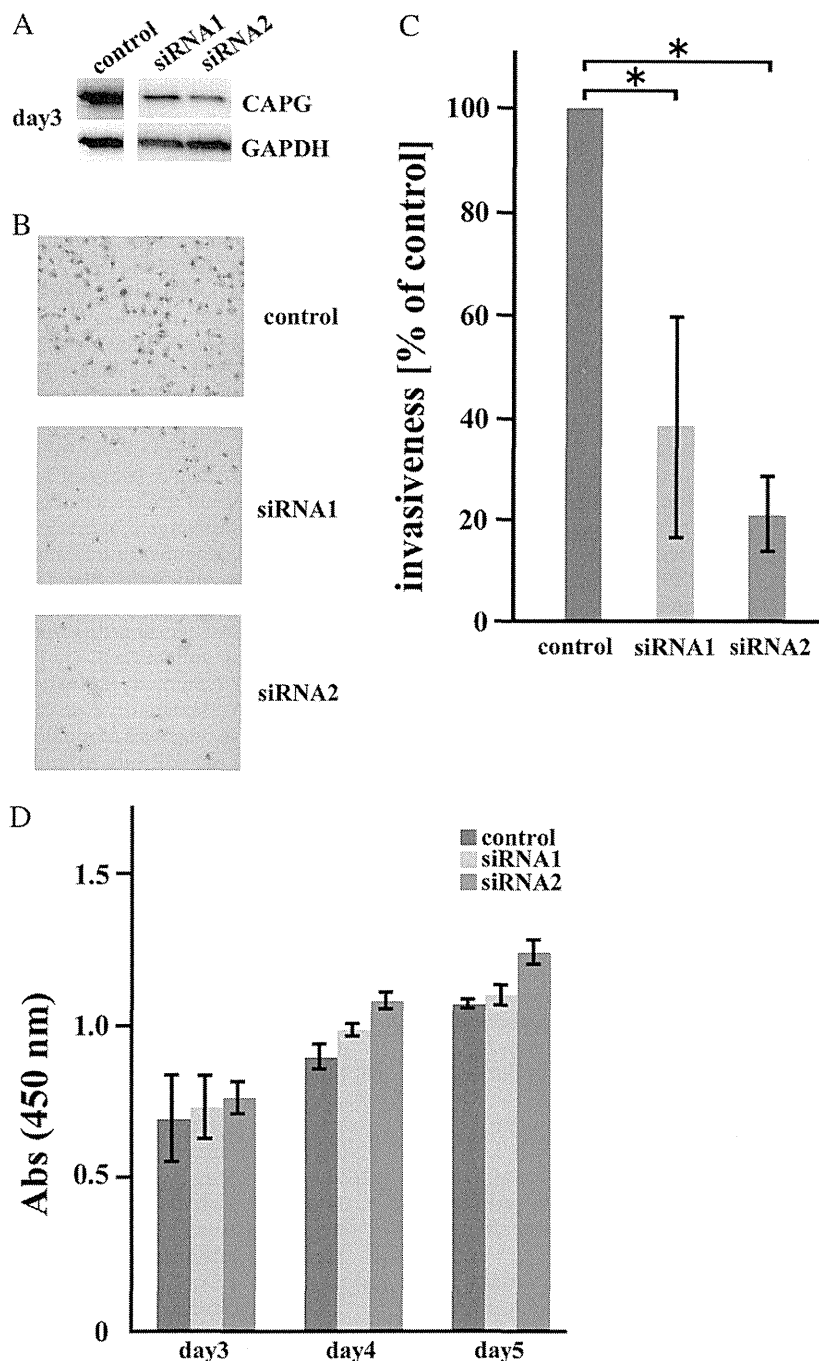 A
control siRNA1 siRNA2
day3
CAPG
GAPDH
B
control
siRNA1
siRNA2
C
* *
invasiveness [% of control]
100
80
60
40
20
0
control siRNA1 siRNA2
D
control
siRNA1
siRNA2
Abs (450 nm)
1.5
1.0
0.5
0
day3 day4 day5